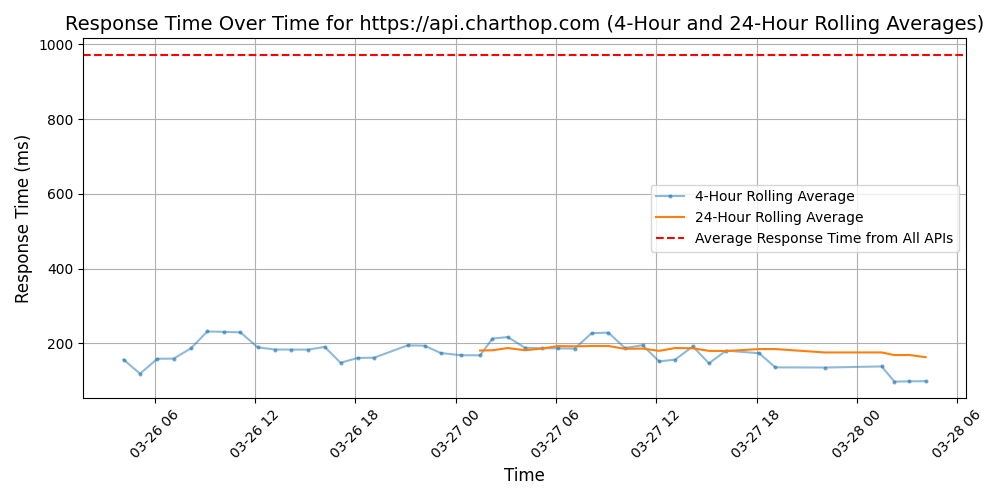 Response Time Over Time for https://api.charthop.com (4-Hour and 24-Hour Rolling Averages)
Response Time (ms)
1000
800
600
400
200
4-Hour Rolling Average
24-Hour Rolling Average
Average Response Time from All APIs
03-26 06
03-26 12
03-26 18
03-27 00
03-27 06
03-27 12
03-27 18
03-28 00
03-28 06
Time